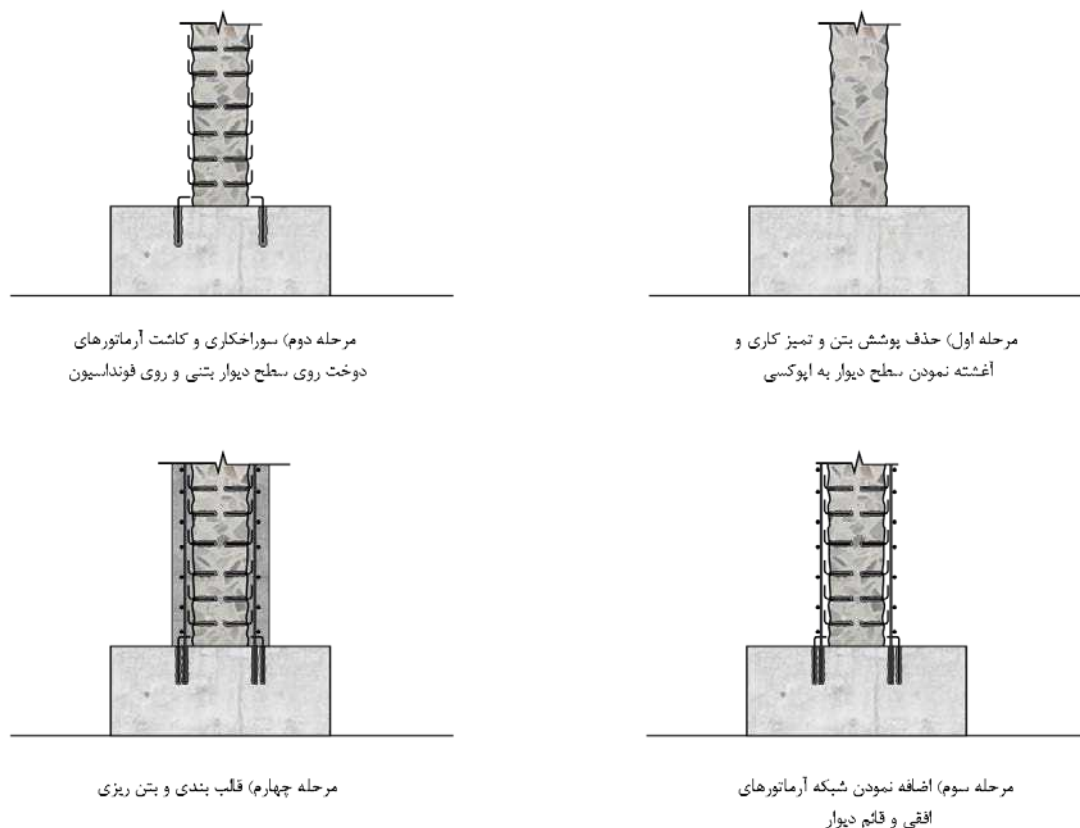 مرحله اول) حذف پوشش بتن و تمیز کاری و
آغشته نمودن سطح دیوار به اپوکسی
مرحله دوم) سوراخکاری و کاشت آرماتورهای
دوخت روی سطح دیوار بتنی و روی فونداسیون
مرحله سوم) اضافه نمودن شبکه آرماتورهای
افقی و قائم دیوار
مرحله چهارم) قالب بندی و بتن ریزی